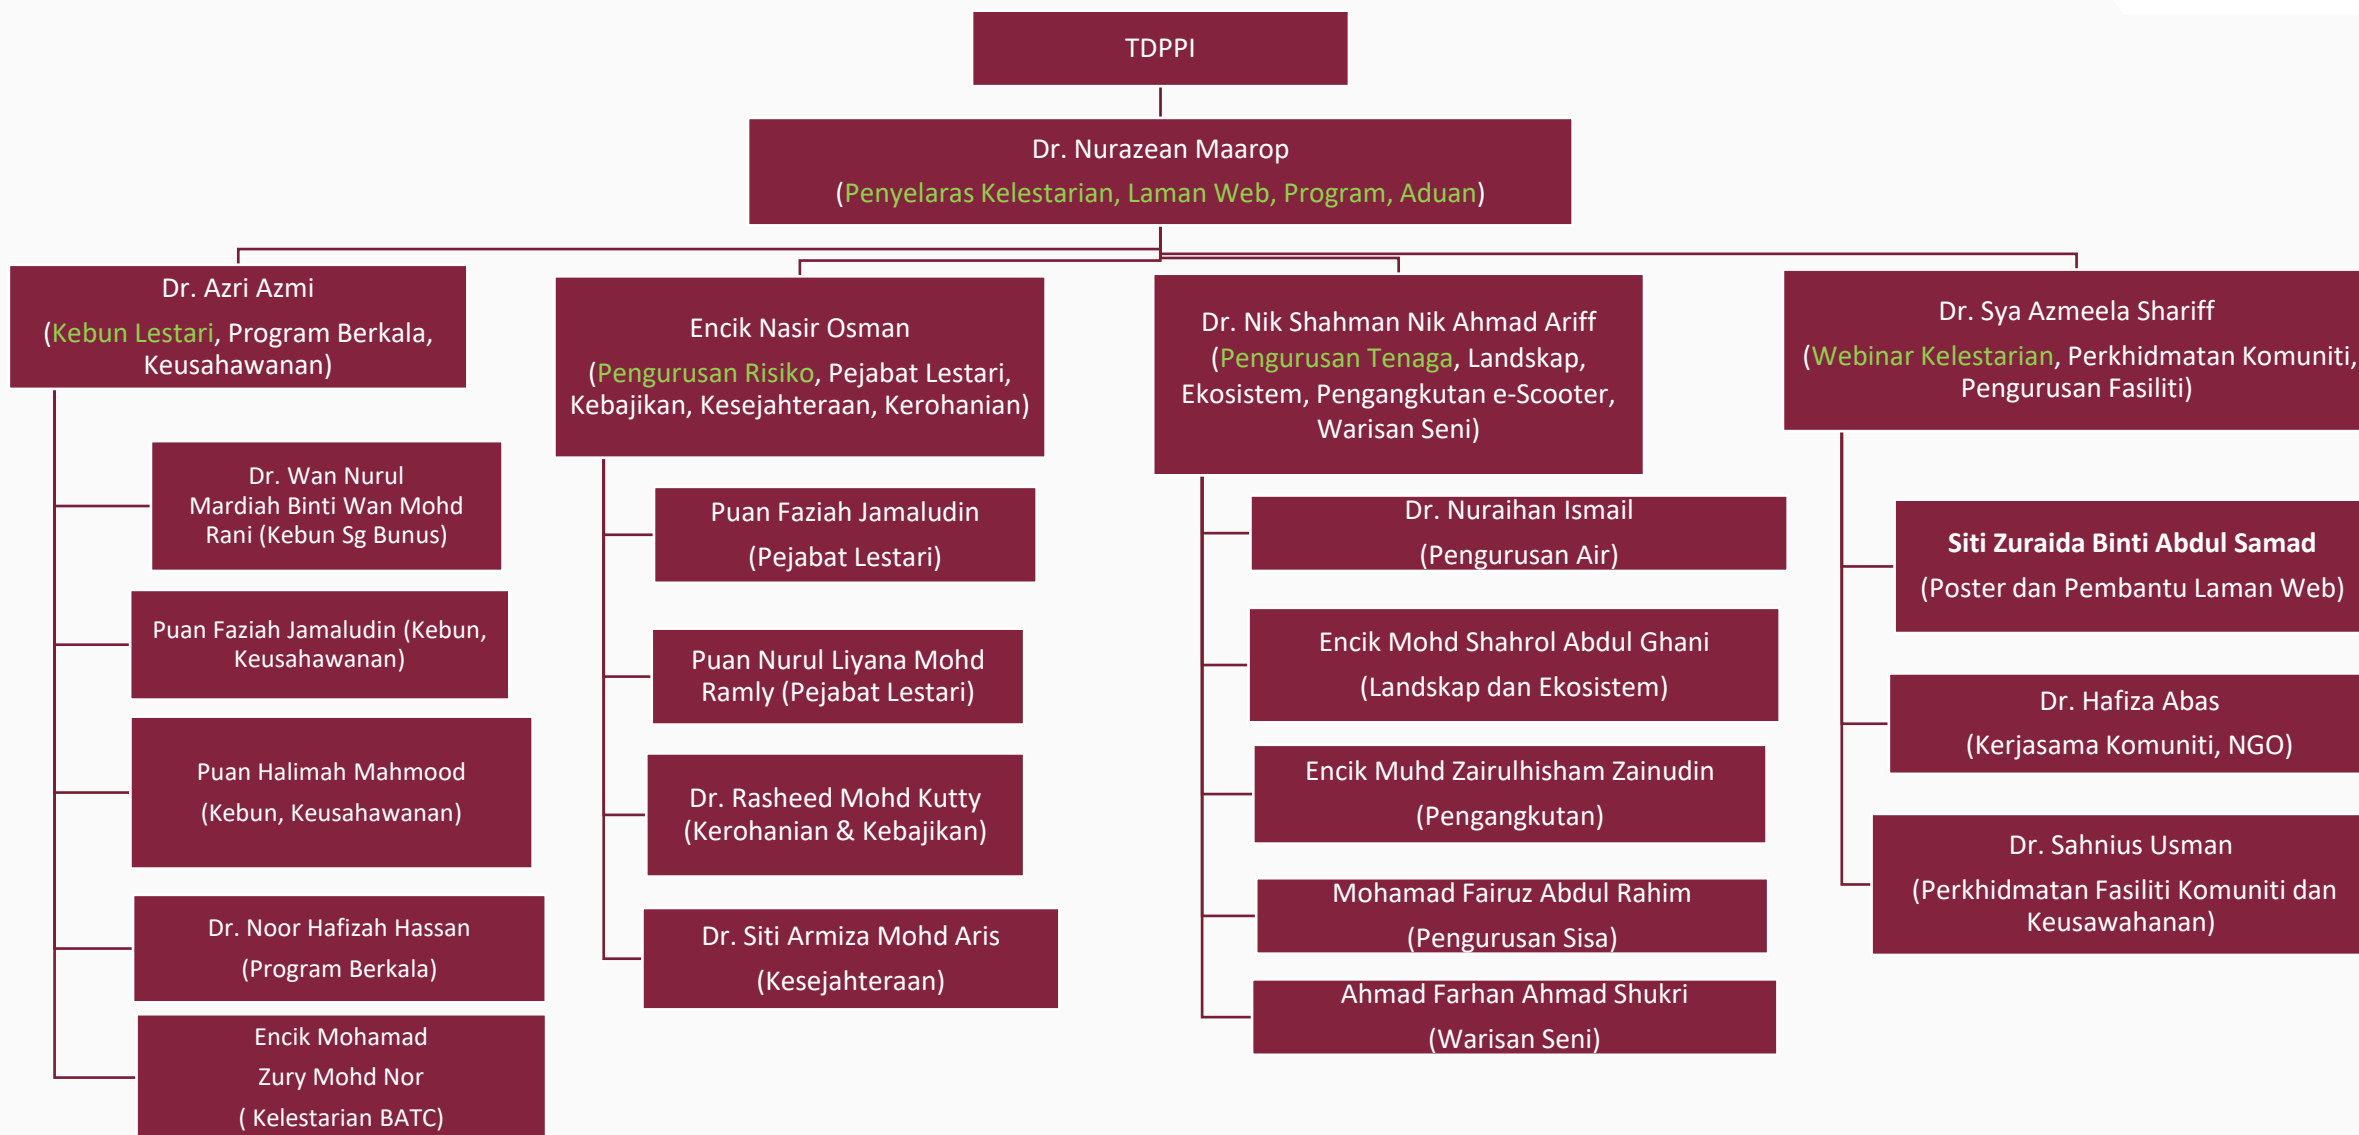 TDPPI
Dr. Nurazean Maarop
(Penyelaras Kelestarian, Laman Web, Program, Aduan)
Dr. Azri Azmi
(Kebun Lestari, Program Berkala,
Keusahawanan)
Dr. Wan Nurul
Mardiah Binti Wan Mohd
Rani (Kebun Sg Bunus)
Puan Faziah Jamaludin (Kebun,
Keusahawanan)
Puan Halimah Mahmood
(Kebun, Keusahawanan)
Dr. Noor Hafizah Hassan
(Program Berkala)
Encik Mohamad
Zury Mohd Nor
( Kelestarian BATC)
Encik Nasir Osman
(Pengurusan Risiko, Pejabat Lestari,
Kebajikan, Kesejahteraan, Kerohanian)
Puan Faziah Jamaludin
(Pejabat Lestari)
Puan Nurul Liyana Mohd
Ramly (Pejabat Lestari)
Dr. Rasheed Mohd Kutty
(Kerohanian & Kebajikan)
Dr. Siti Armiza Mohd Aris
(Kesejahteraan)
Dr. Nik Shahman Nik Ahmad Ariff
(Pengurusan Tenaga, Landskap,
Ekosistem, Pengangkutan e-Scooter,
Warisan Seni)
Dr. Nuraihan Ismail
(Pengurusan Air)
Encik Mohd Shahrol Abdul Ghani
(Landskap dan Ekosistem)
Encik Muhd Zairulhisham Zainudin
(Pengangkutan)
Mohamad Fairuz Abdul Rahim
(Pengurusan Sisa)
Ahmad Farhan Ahmad Shukri
(Warisan Seni)
Dr. Sya Azmeela Shariff
(Webinar Kelestarian, Perkhidmatan Komuniti,
Pengurusan Fasiliti)
Siti Zuraida Binti Abdul Samad
(Poster dan Pembantu Laman Web)
Dr. Hafiza Abas
(Kerjasama Komuniti, NGO)
Dr. Sahnius Usman
(Perkhidmatan Fasiliti Komuniti dan
Keusawahanan)